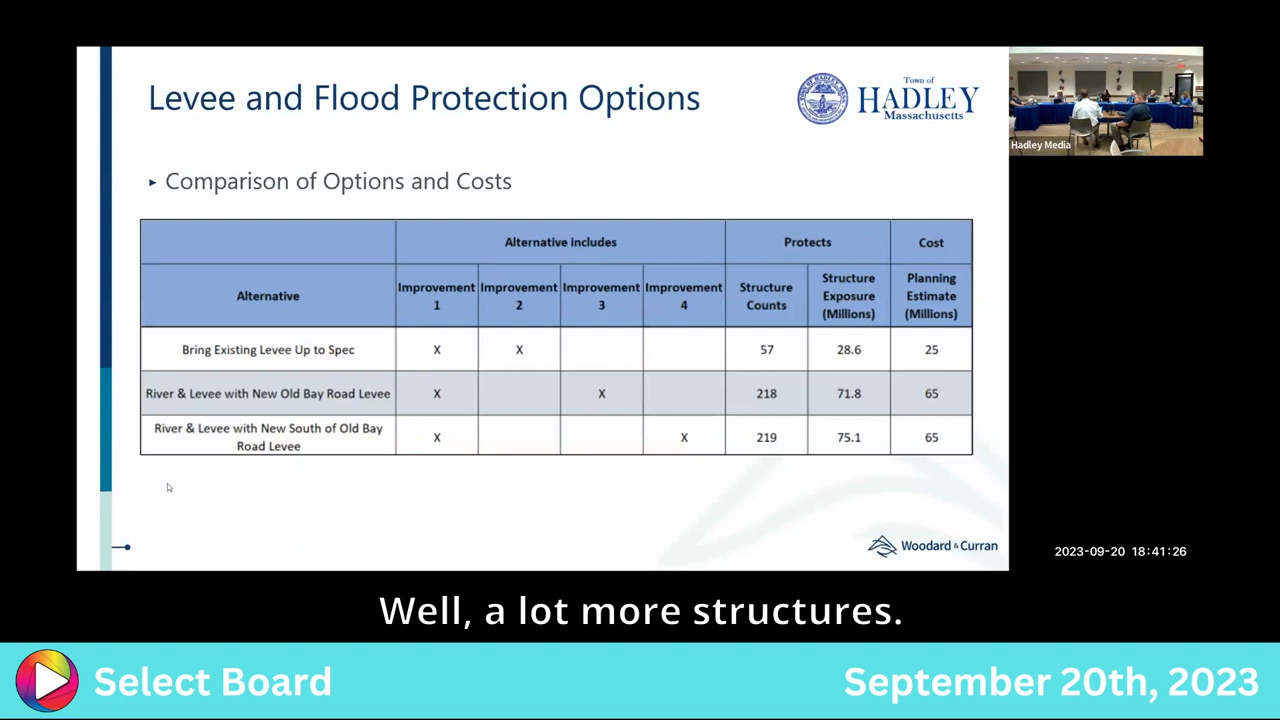 Levee and Flood Protection Options
Town of
HADLEY
Massachusetts
Hadley Media
▸ Comparison of Options and Costs
Alternative includes Protects Cost
Alternative Improvement 1 Improvement 2 Improvement 3 Improvement 4 Structure Counts Structure Exposure (Millions) Planning Estimate (Millions)
Bring Existing Levee Up to Spec X X 57 28.6 25
River & Levee with New Old Bay Road Levee X X 218 71.8 65
River & Levee with New South of Old Bay Road Levee X X 219 75.1 65
Woodard & Curran
2023-09-20 18:41:26
Well, a lot more structures.
Select Board
September 20th, 2023